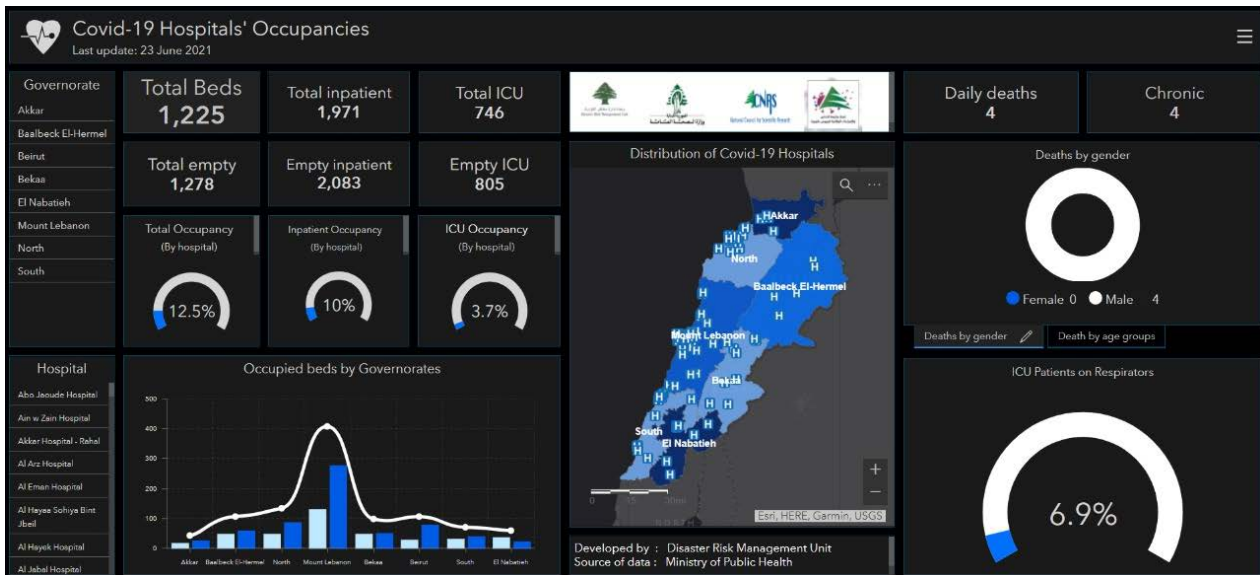 Covid-19 Hospitals' Occupancies
Last update: 23 June 2021
Governorate
Akkar
Baalbeck El-Hermel
Beirut
Bekaa
El Nabatieh
Mount Lebanon
North
South
Total Beds
1,225
Total inpatient
1,971
Total ICU
746
Total empty
1,278
Empty inpatient
2,083
Empty ICU
805
Total Occupancy
(By hospital)
12.5%
Inpatient Occupancy
(By hospital)
10%
ICU Occupancy
(By hospital)
3.7%
CNRS
National Council for Scientific Research
Distribution of Covid-19 Hospitals
Akkar
North
Baalbeck El-Hermel
Mount Lebanon
Bekaa
South
El Nabatieh
Esri, HERE, Garmin, USGS
Developed by : Disaster Risk Management Unit
Source of data : Ministry of Public Health
Daily deaths
4
Chronic
4
Deaths by gender
Female 0 Male 4
Deaths by gender
Death by age groups
ICU Patients on Respirators
6.9%
Hospital
Abo Jaoude Hospital
Ain w Zain Hospital
Akkar Hospital - Rahal
Al Arz Hospital
Al Eman Hospital
Al Hayaa Sohiya Bint
Jbeil
Al Hayek Hospital
Al Jabal Hospital
Occupied beds by Governorates
500
400
300
200
100
0
Akkar Baalbeck El-Hermel North Mount Lebanon Bekaa Beirut South El Nabatieh